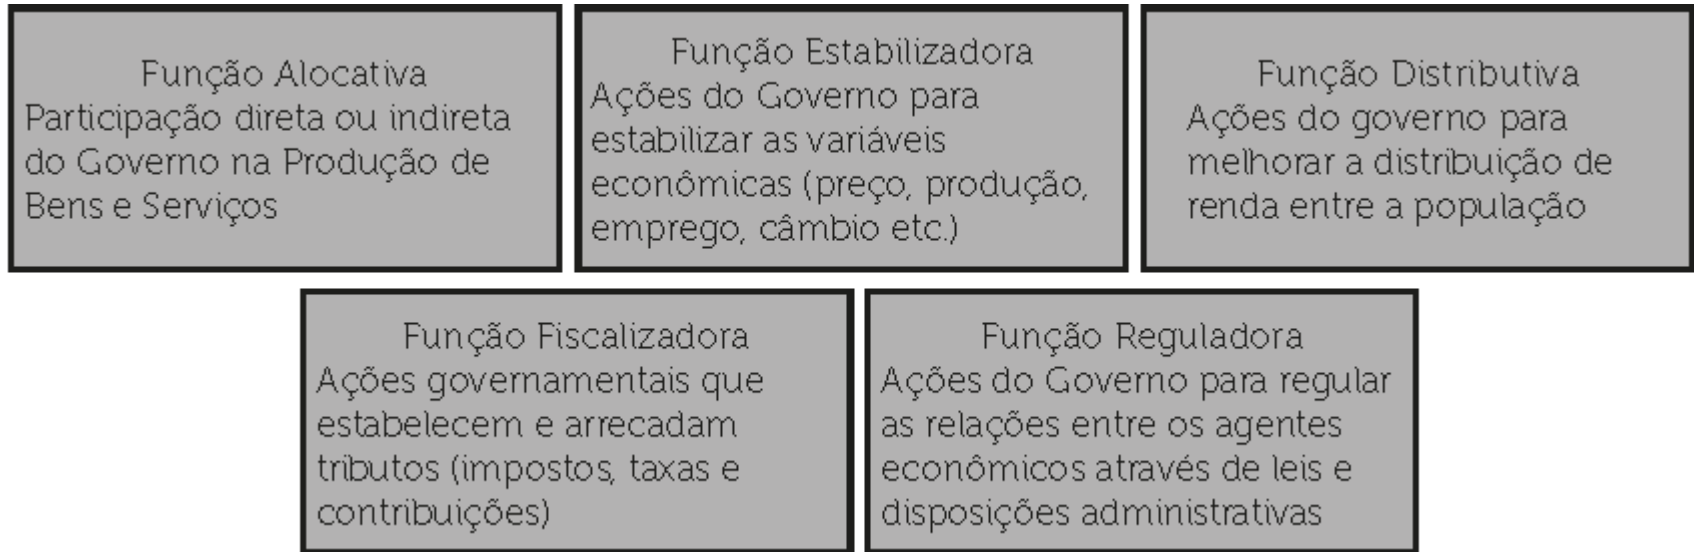 Função Alocativa
Participação direta ou indireta
do Governo na Produção de
Bens e Serviços
Função Estabilizadora
Ações do Governo para
estabilizar as variáveis
econômicas (preço, produção,
emprego, câmbio etc.)
Função Distributiva
Ações do governo para
melhorar a distribuição de
renda entre a população
Função Fiscalizadora
Ações governamentais que
estabelecem e arrecadam
tributos (impostos, taxas e
contribuições)
Função Reguladora
Ações do Governo para regular
as relações entre os agentes
econômicos através de leis e
disposições administrativas